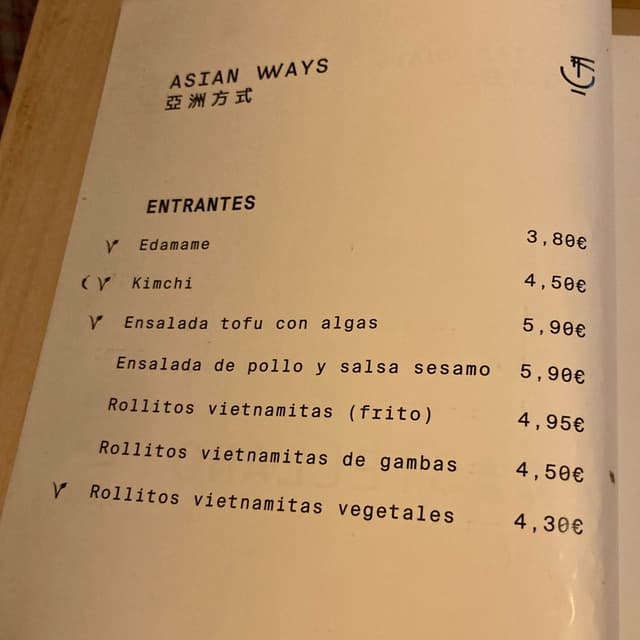 ASIAN WAYS
亞洲方式
ENTRANTES
Edamame 3,80€
Kimchi 4,50€
Ensalada tofu con algas 5,90€
Ensalada de pollo y salsa sesamo 5,90€
Rollitos vietnamitas (frito) 4,95€
Rollitos vietnamitas de gambas 4,50€
Rollitos vietnamitas vegetales 4,30€